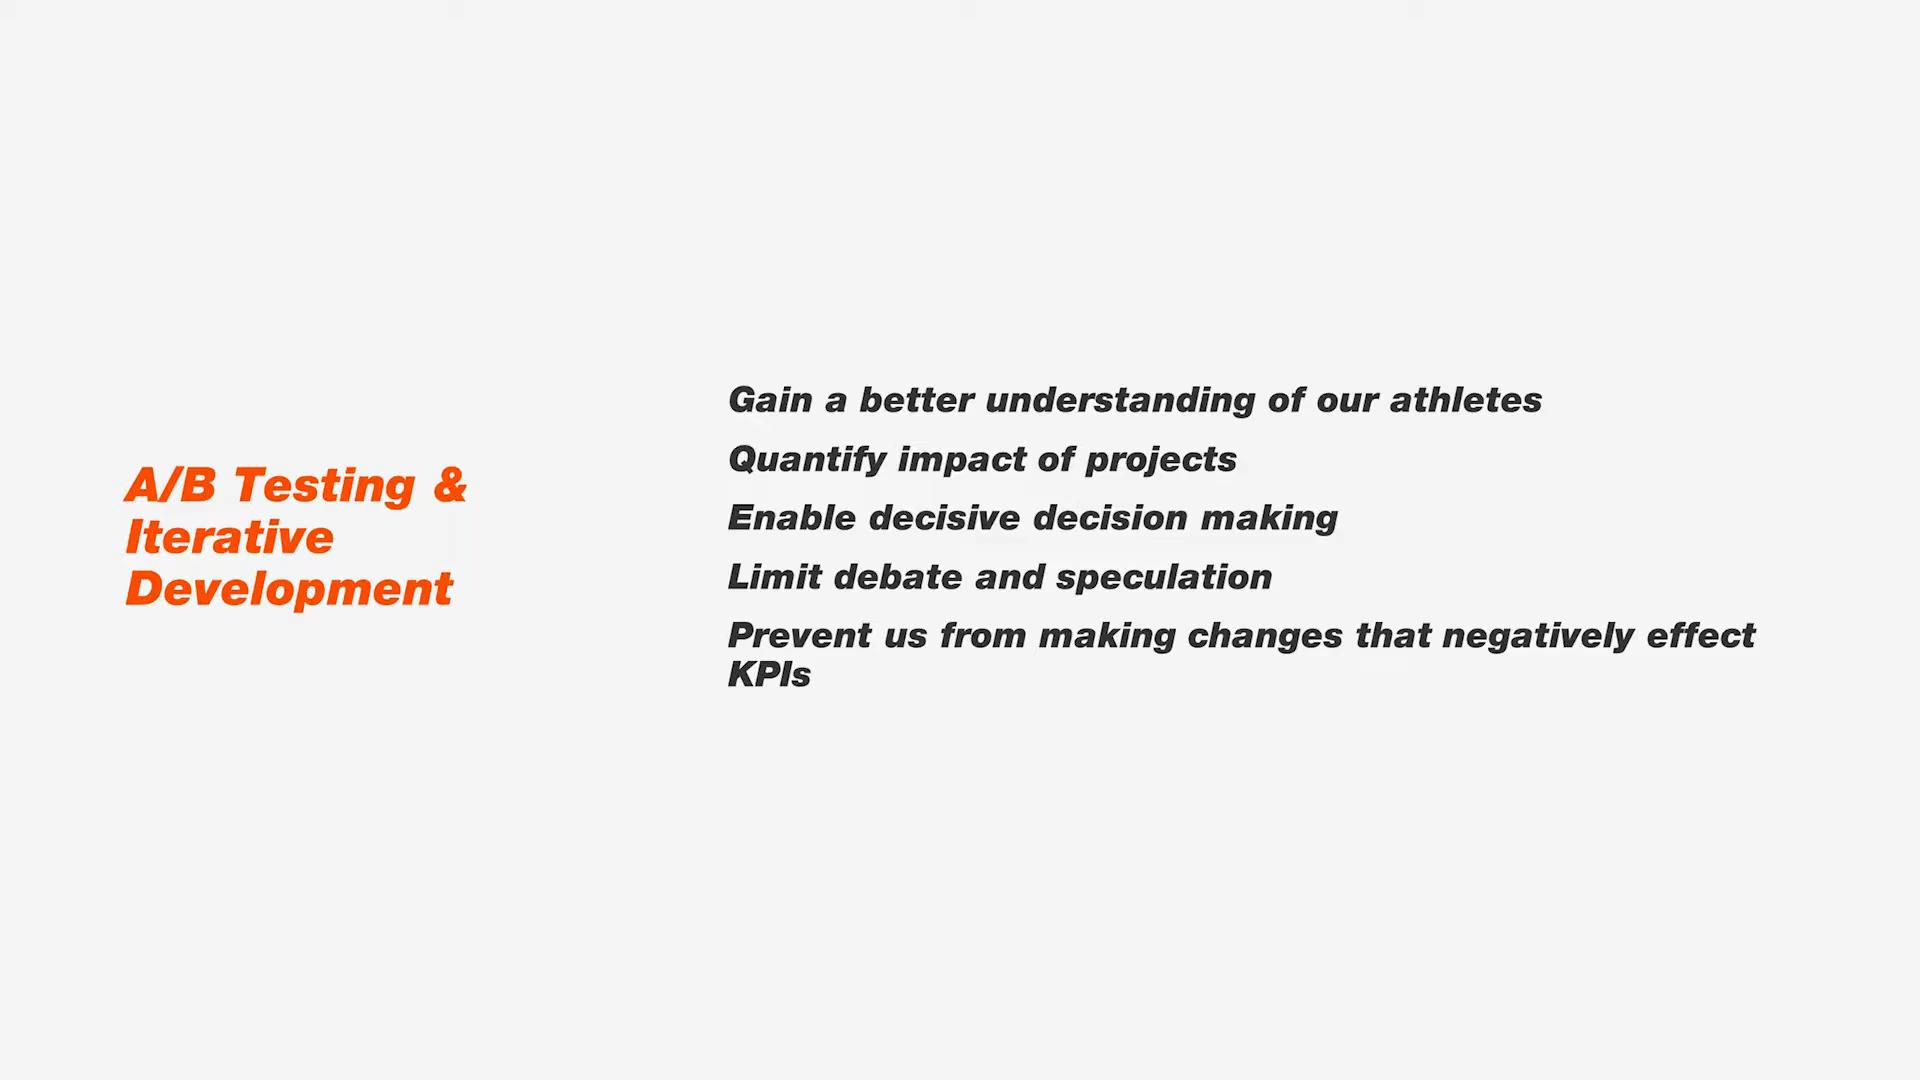 A/B Testing &
Iterative
Development
Gain a better understanding of our athletes
Quantify impact of projects
Enable decisive decision making
Limit debate and speculation
Prevent us from making changes that negatively effect
KPIs